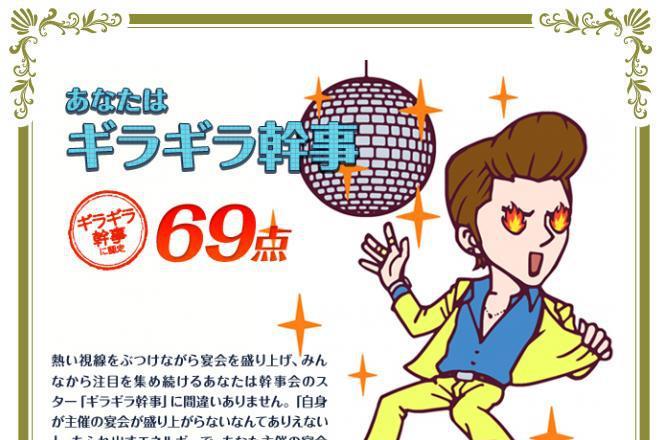 あなたは
ギラギラ幹事
ギラギラ
幹事
に認定
69点
熱い視線をぶつけながら宴会を盛り上げ、みん
なから注目を集め続けるあなたは幹事会のス
ター「ギラギラ幹事」に間違いありません。「自身
が主催の宴会が盛り上がらないなんてありえない